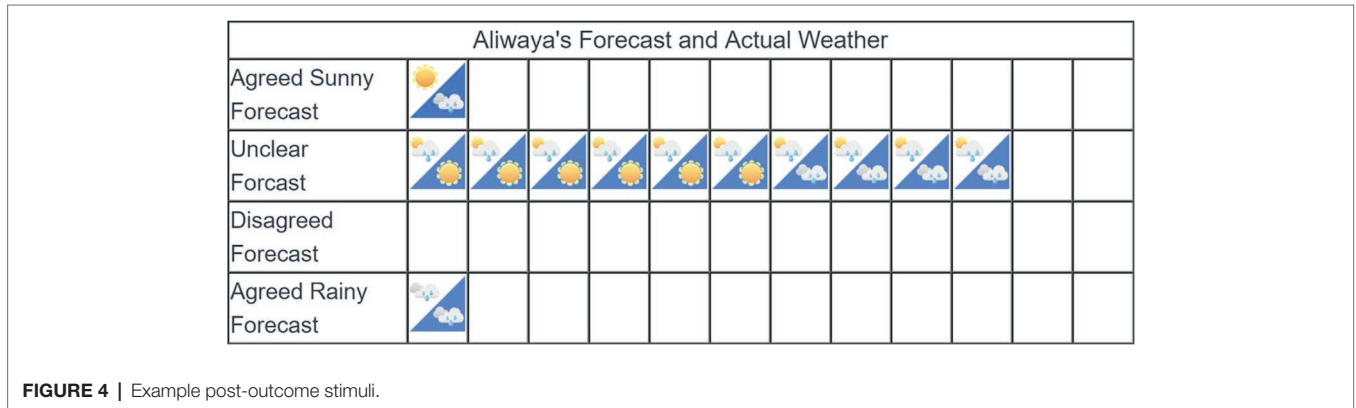 Aliwaya's Forecast and Actual Weather
Agreed Sunny
Forecast
Unclear
Forcast
Disagreed
Forecast
Agreed Rainy
Forecast
FIGURE 4 | Example post-outcome stimuli.